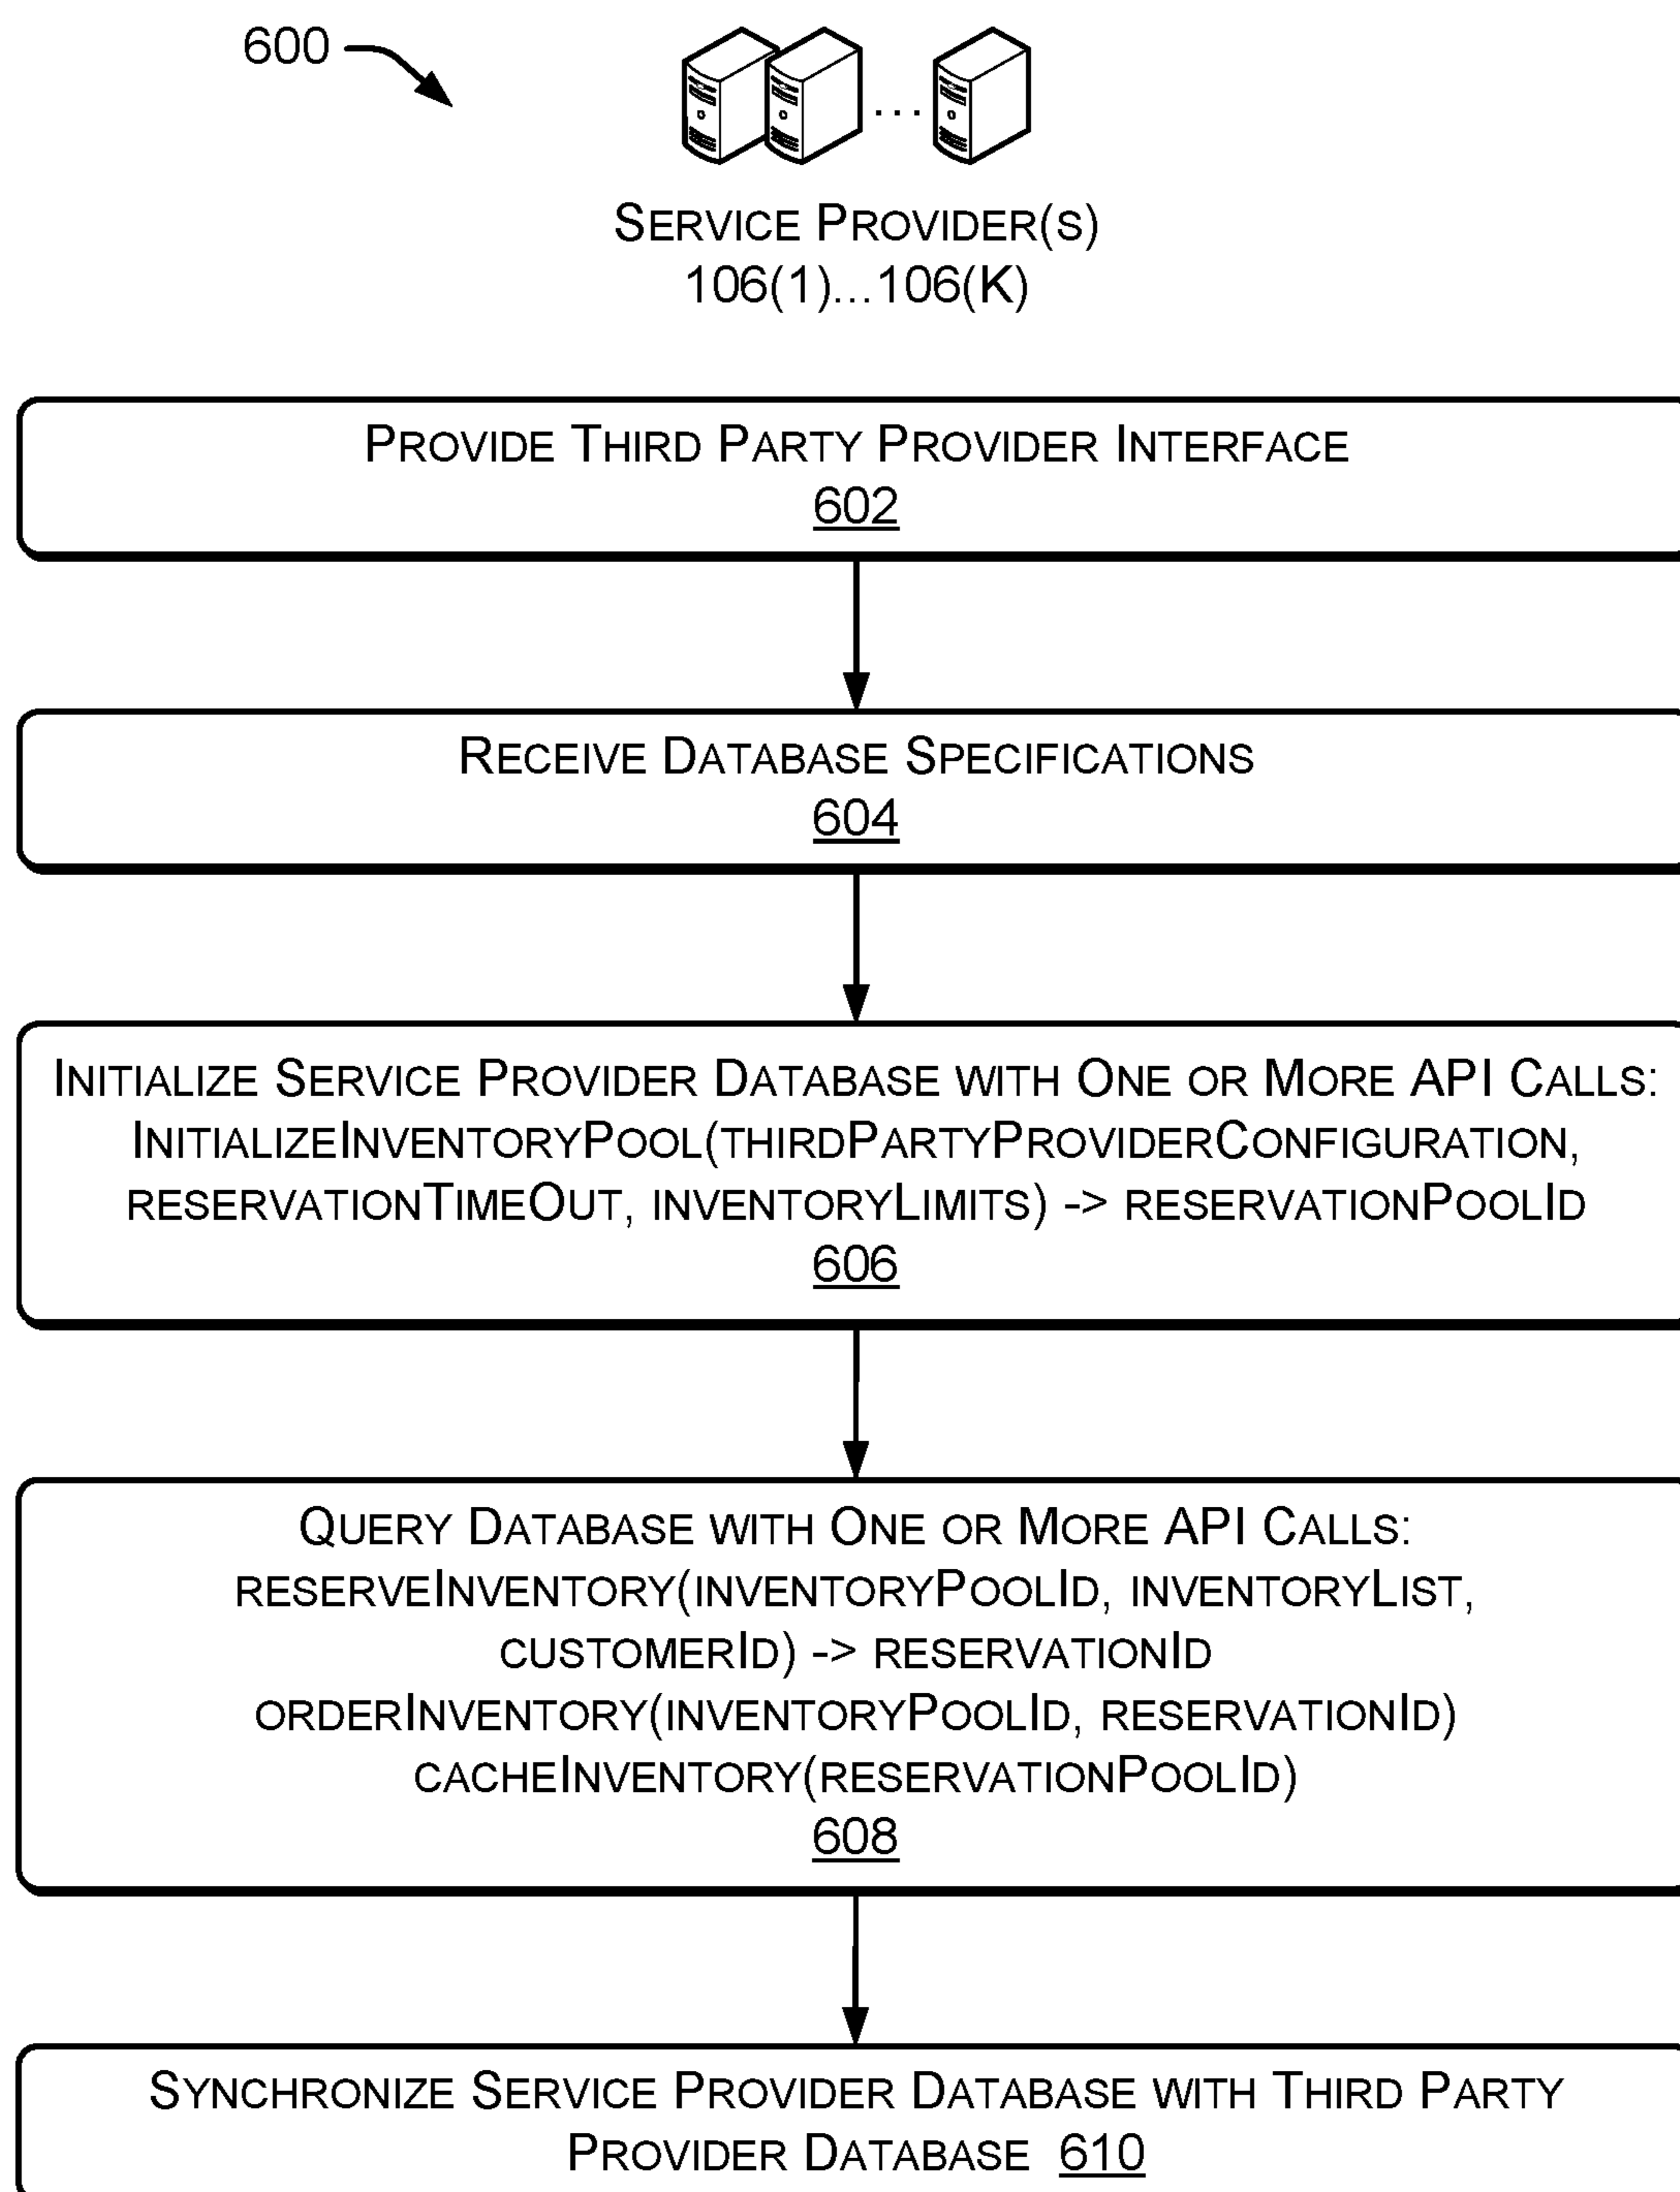 600
...
SERVICE PROVIDER(S)
106(1)...106(K)
PROVIDE THIRD PARTY PROVIDER INTERFACE
602
RECEIVE DATABASE SPECIFICATIONS
604
INITIALIZE SERVICE PROVIDER DATABASE WITH ONE OR MORE API CALLS:
INITIALIZEINVENTORYPOOL(THIRDPARTYPROVIDERCONFIGURATION,
RESERVATIONTIMEOUT, INVENTORYLIMITS) -> RESERVATIONPOOLID
606
QUERY DATABASE WITH ONE OR MORE API CALLS:
RESERVEINVENTORY(INVENTORYPOOLID, INVENTORYLIST,
CUSTOMERID) -> RESERVATIONID
ORDERINVENTORY(INVENTORYPOOLID, RESERVATIONID)
CACHEINVENTORY(RESERVATIONPOOLID)
608
SYNCHRONIZE SERVICE PROVIDER DATABASE WITH THIRD PARTY
PROVIDER DATABASE 610